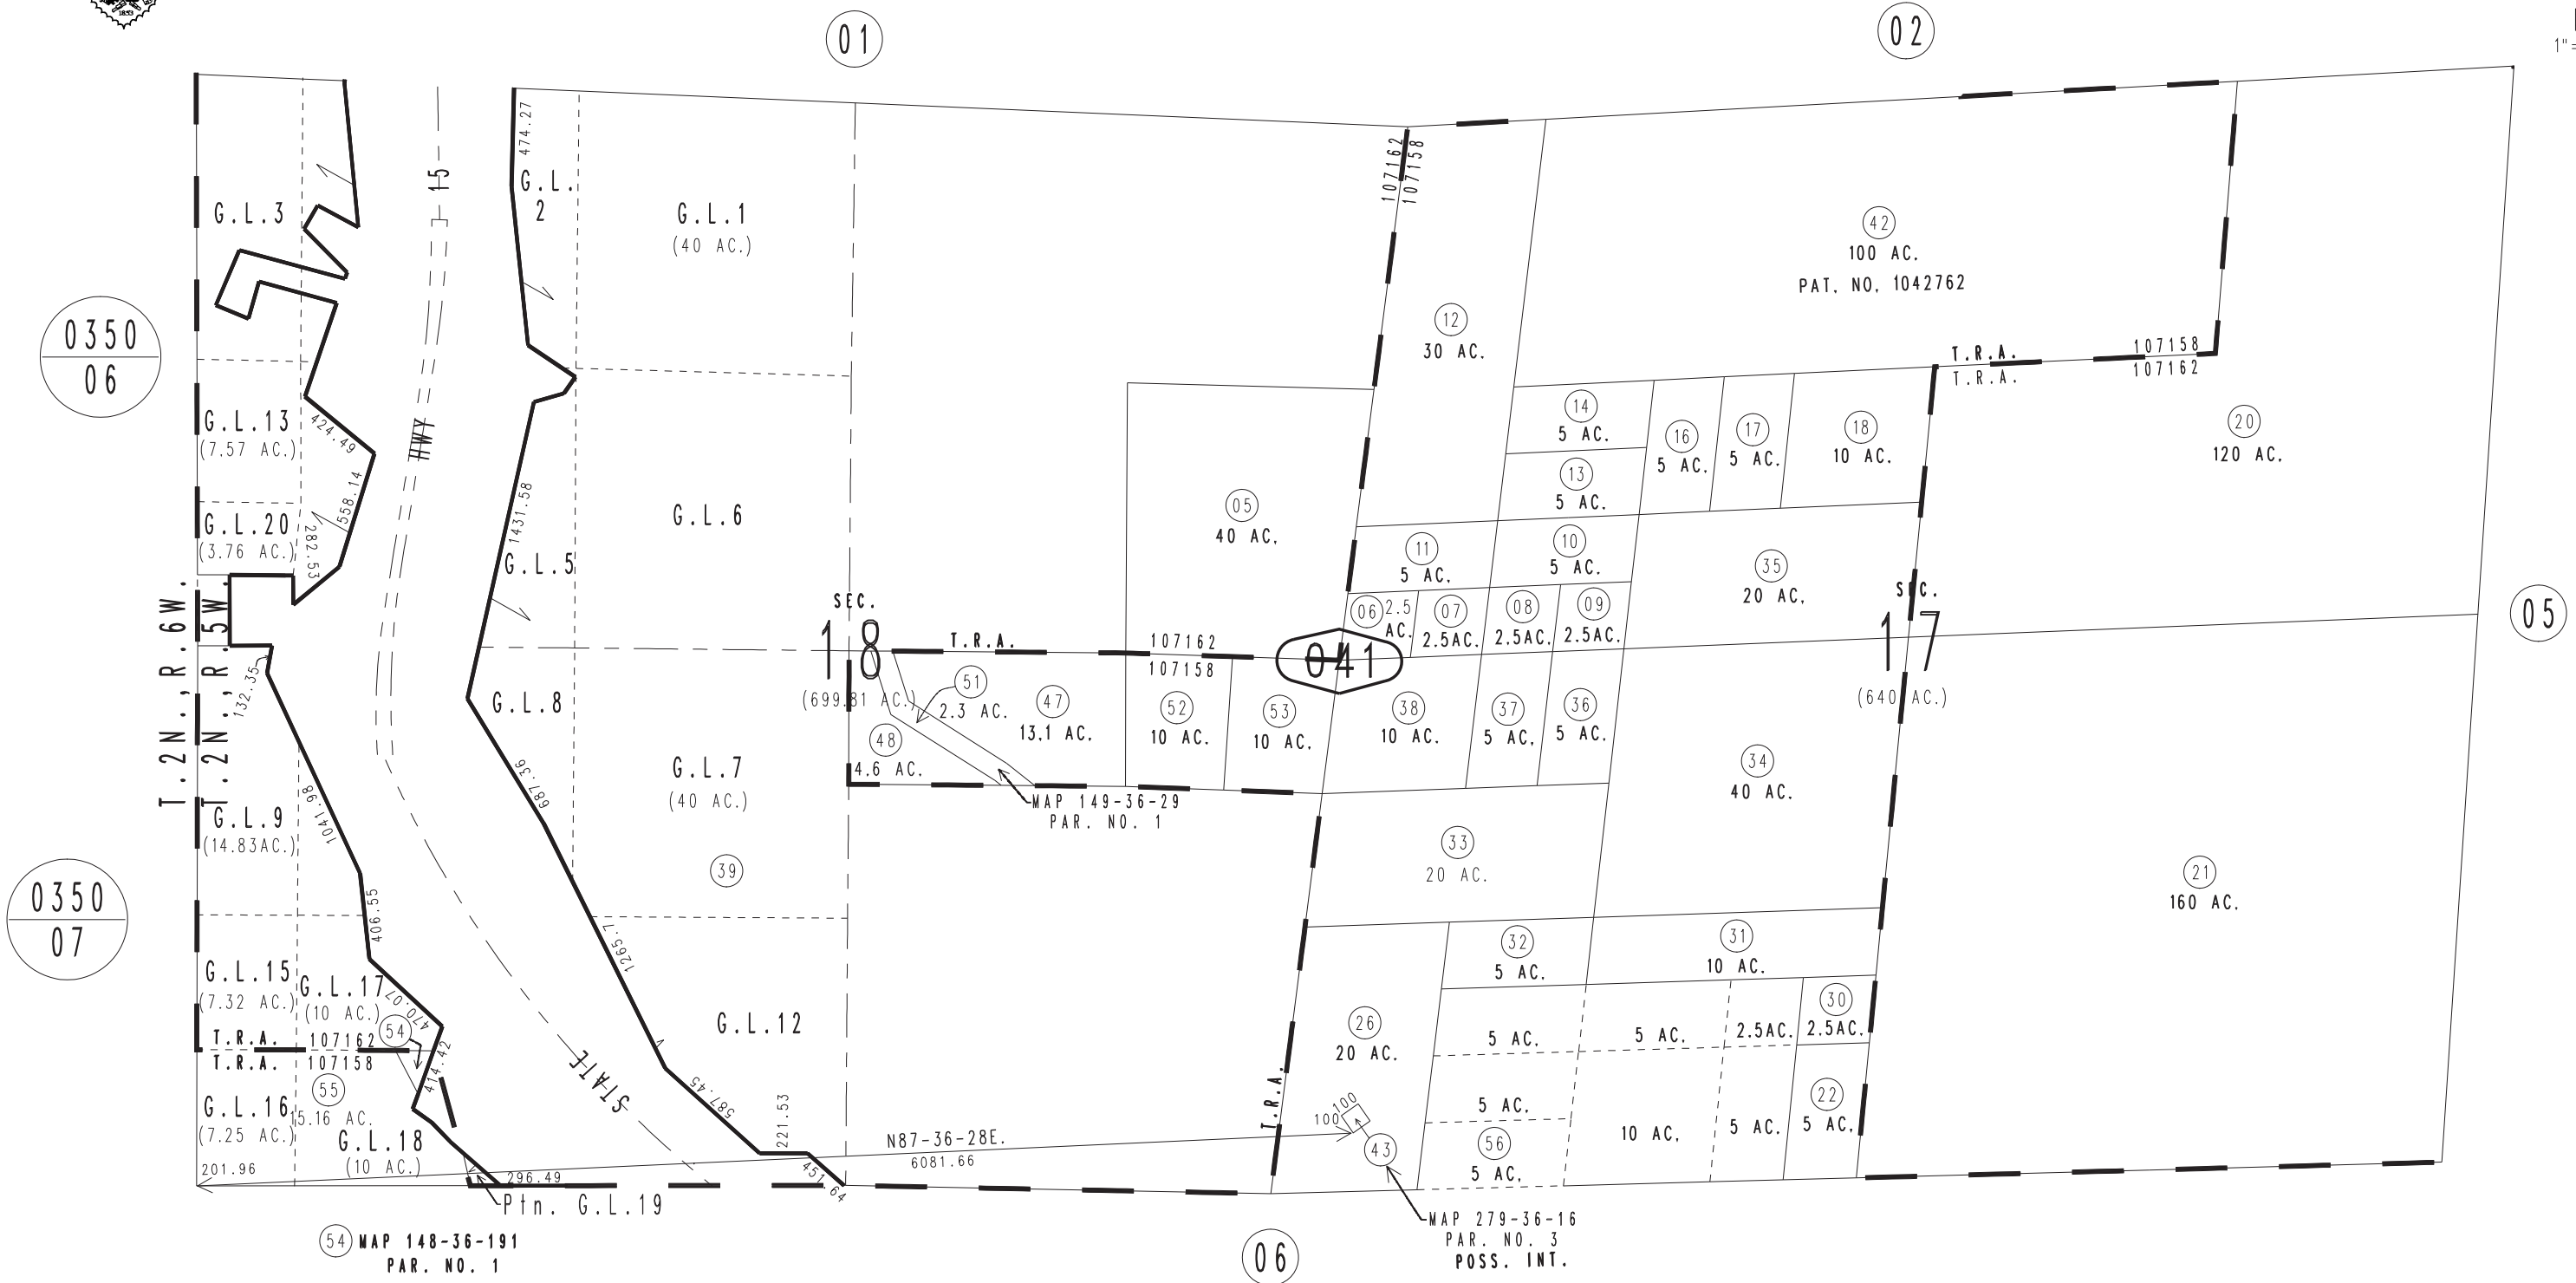 1853
01
02
1"=
474.27
15
107162
107158
G.L.3
G.L.
2
G.L.1
(40 AC.)
42
100 AC.
PAT. NO. 1042762
0350
06
12
30 AC.
T.R.A.
107158
T.R.A.
107162
G.L.13
(7.57 AC.)
424.49
HWY
14
5 AC.
13
5 AC.
16
5 AC.
17
5 AC.
18
10 AC.
20
120 AC.
558.14
1431.58
G.L.6
05
40 AC.
G.L.20
(3.76 AC.)
282.53
G.L.5
11
5 AC.
10
5 AC.
35
20 AC.
T.2N.,R.6W.
T.2N.,R.5W.
SEC.
18
(699.81 AC.)
T.R.A.
107162
107158
06
2.5
AC.
07
2.5AC.
08
2.5AC.
09
2.5AC.
041
SEC.
17
(640 AC.)
05
132.35
G.L.8
51
2.3 AC.
47
13.1 AC.
52
10 AC.
53
10 AC.
38
10 AC.
37
5 AC.
36
5 AC.
48
4.6 AC.
34
40 AC.
687.36
G.L.7
(40 AC.)
39
MAP 149-36-29
PAR. NO. 1
1041.98
G.L.9
(14.83AC.)
33
20 AC.
21
160 AC.
0350
07
406.55
1265.7
32
5 AC.
31
10 AC.
G.L.15
(7.32 AC.)
G.L.17
(10 AC.)
470.07
54
G.L.12
26
20 AC.
5 AC.
5 AC.
2.5AC.
30
2.5AC.
T.R.A.
107162
T.R.A.
107158
414.42
55
15.16 AC.
STATE
587.45
221.53
T.R.A.
100
100
5 AC.
56
5 AC.
10 AC.
5 AC.
22
5 AC.
G.L.16
(7.25 AC.)
G.L.18
(10 AC.)
N87-36-28E.
6081.66
43
201.96
296.49
451.64
Ptn. G.L.19
54 MAP 148-36-191
PAR. NO. 1
06
MAP 279-36-16
PAR. NO. 3
POSS. INT.